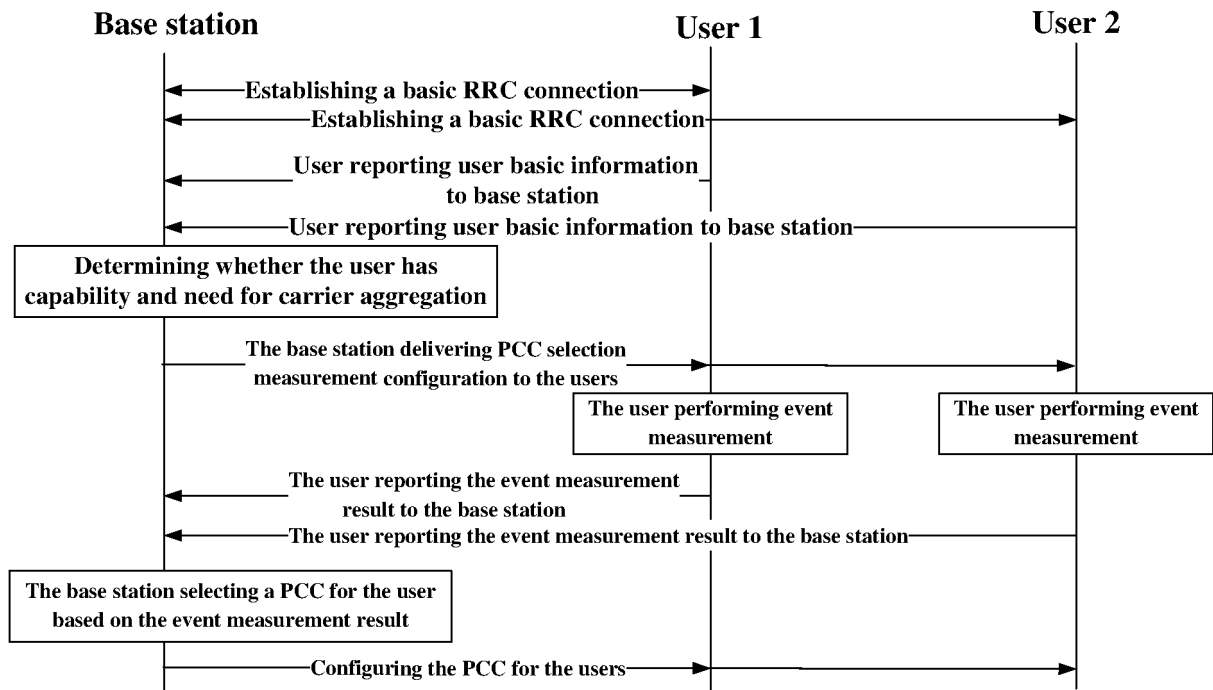 Base station
User 1
User 2
Establishing a basic RRC connection
Establishing a basic RRC connection
User reporting user basic information
to base station
User reporting user basic information to base station
Determining whether the user has
capability and need for carrier aggregation
The base station delivering PCC selection
measurement configuration to the users
The user performing event
measurement
The user performing event
measurement
The user reporting the event measurement
result to the base station
The user reporting the event measurement result to the base station
The base station selecting a PCC for the user
based on the event measurement result
Configuring the PCC for the users